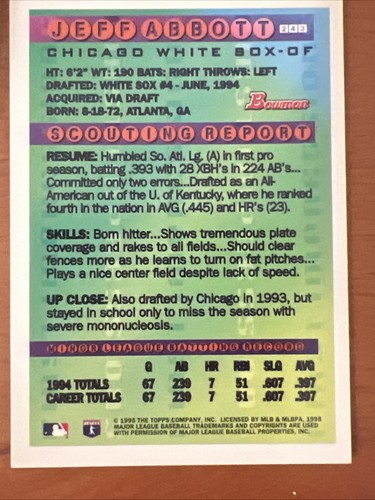 JEFF ABBOTT 243
CHICAGO WHITE SOX-OF
HT: 6'2" WT: 190 BATS: RIGHT THROWS: LEFT
DRAFTED: WHITE SOX #4 - JUNE, 1994
ACQUIRED: VIA DRAFT
BORN: 8-18-72, ATLANTA, GA
Bowman
SCOUTING REPORT
RESUME: Humbled So. Atl. Lg. (A) in first pro
season, batting .393 with 28 XBH's in 224 AB's...
Committed only two errors...Drafted as an All-
American out of the U. of Kentucky, where he ranked
fourth in the nation in AVG (.445) and HR's (23).
SKILLS: Born hitter...Shows tremendous plate
coverage and rakes to all fields...Should clear
fences more as he learns to turn on fat pitches...
Plays a nice center field despite lack of speed.
UP CLOSE: Also drafted by Chicago in 1993, but
stayed in school only to miss the season with
severe mononucleosis.
MINOR LEAGUE BATTING RECORD
G AB HR RBI SLG AVG
1994 TOTALS 67 239 7 51 .607 .397
CAREER TOTALS 67 239 7 51 .607 .397
© 1995 THE TOPPS COMPANY, INC. LICENSED BY MLB & MLBPA, 1995
MAJOR LEAGUE BASEBALL TRADEMARKS AND COPYRIGHTS ARE USED
WITH PERMISSION OF MAJOR LEAGUE BASEBALL PROPERTIES, INC.